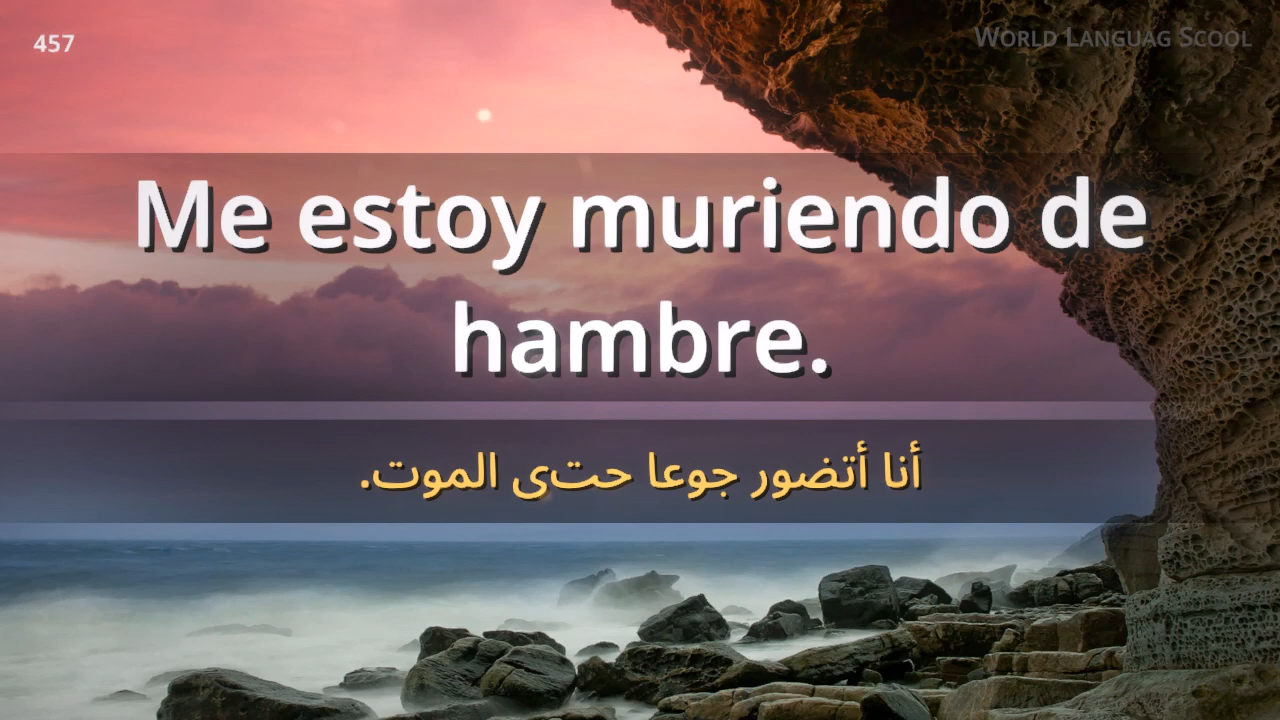 457
World Languag Scool
Me estoy muriendo de
hambre.
أنا أتضور جوعا حتى الموت.